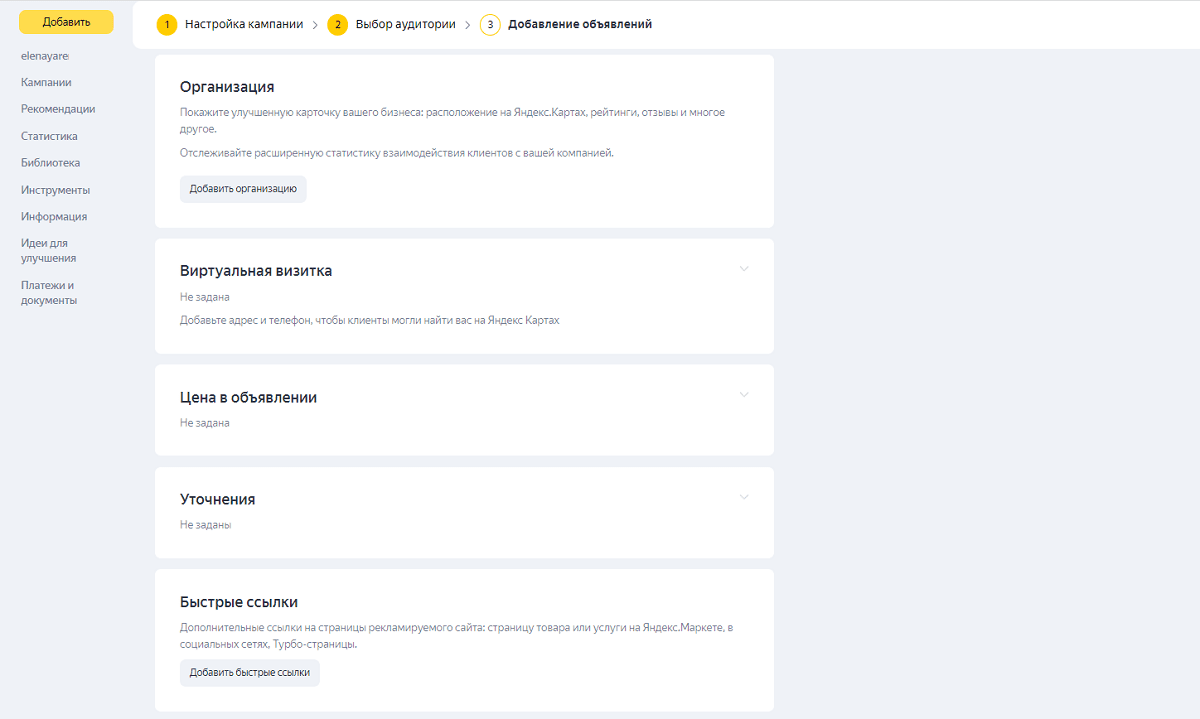 Добавить
elenayare
Кампании
Рекомендации
Статистика
Библиотека
Инструменты
Информация
Идеи для
улучшения
Платежи и
документы
1 Настройка кампании > 2 Выбор аудитории > 3 Добавление объявлений
Организация
Покажите улучшенную карточку вашего бизнеса: расположение на Яндекс.Картах, рейтинги, отзывы и многое
другое.
Отслеживайте расширенную статистику взаимодействия клиентов с вашей компанией.
Добавить организацию
Виртуальная визитка
Не задана
Добавьте адрес и телефон, чтобы клиенты могли найти вас на Яндекс Картах
Цена в объявлении
Не задана
Уточнения
Не заданы
Быстрые ссылки
Дополнительные ссылки на страницы рекламируемого сайта: страницу товара или услуги на Яндекс.Маркете, в
социальных сетях, Турбо-страницы.
Добавить быстрые ссылки